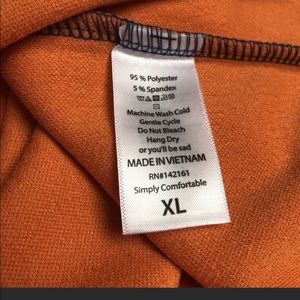 95% Polyester
5% Spandex
Machine Wash Cold
Gentle Cycle
Do Not Bleach
Hang Dry
or you'll be sad
MADE IN VIETNAM
RN#142161
Simply Comfortable
XL